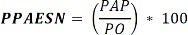 PPAESN = (PAP/PO) * 100